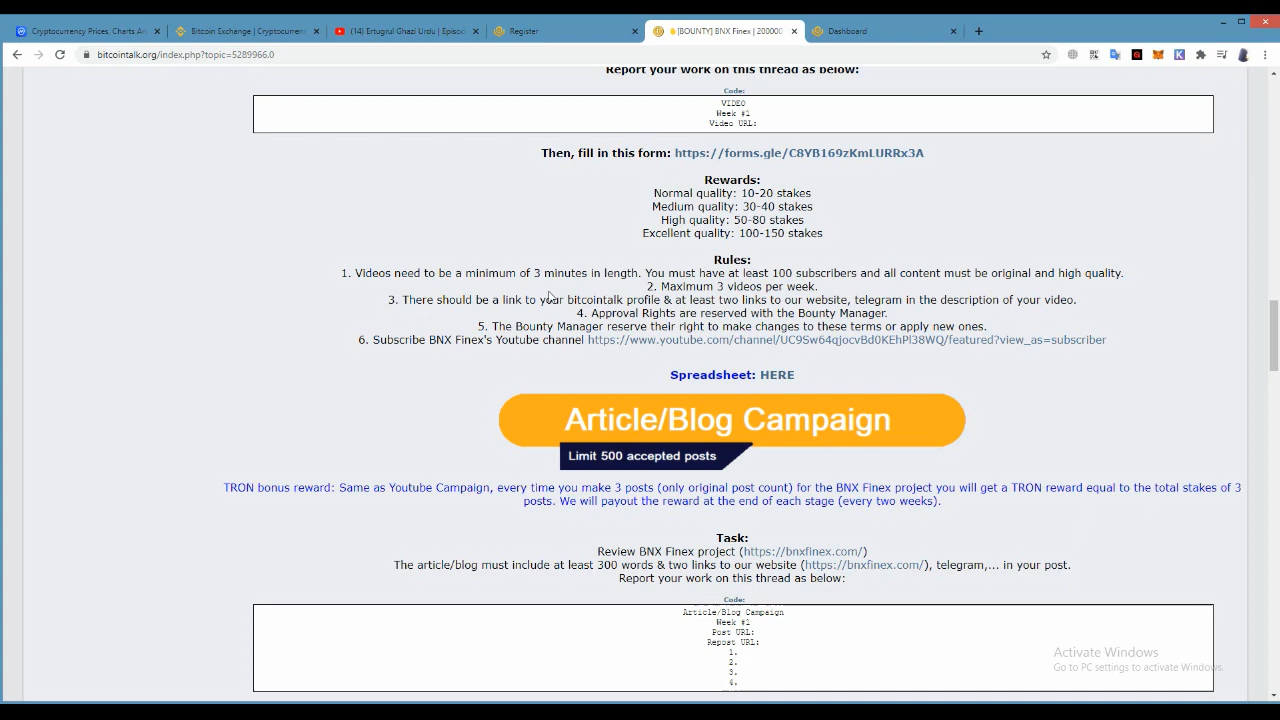 Cryptocurrency Prices, Charts An
Bitcoin Exchange | Cryptocurrenc
(14) Ertugrul Ghazi Urdu | Episod
Register
[BOUNTY] BNX Finex | 200000
Dashboard
bitcointalk.org/index.php?topic=5289966.0
Report your work on this thread as below:
Code:
VIDEO
Week #1
Video URL:
Then, fill in this form: https://forms.gle/C8YB169zKmLURRx3A
Rewards:
Normal quality: 10-20 stakes
Medium quality: 30-40 stakes
High quality: 50-80 stakes
Excellent quality: 100-150 stakes
Rules:
1. Videos need to be a minimum of 3 minutes in length. You must have at least 100 subscribers and all content must be original and high quality.
2. Maximum 3 videos per week.
3. There should be a link to your bitcointalk profile & at least two links to our website, telegram in the description of your video.
4. Approval Rights are reserved with the Bounty Manager.
5. The Bounty Manager reserve their right to make changes to these terms or apply new ones.
6. Subscribe BNX Finex's Youtube channel https://www.youtube.com/channel/UC9Sw64qjocvBd0KEhPl38WQ/featured?view_as=subscriber
Spreadsheet: HERE
Article/Blog Campaign
Limit 500 accepted posts
TRON bonus reward: Same as Youtube Campaign, every time you make 3 posts (only original post count) for the BNX Finex project you will get a TRON reward equal to the total stakes of 3
posts. We will payout the reward at the end of each stage (every two weeks).
Task:
Review BNX Finex project (https://bnxfinex.com/)
The article/blog must include at least 300 words & two links to our website (https://bnxfinex.com/), telegram,... in your post.
Report your work on this thread as below:
Code:
Article/Blog Campaign
Week #1
Post URL:
Repost URL:
1.
2.
3.
4.
Activate Windows
Go to PC settings to activate Windows.